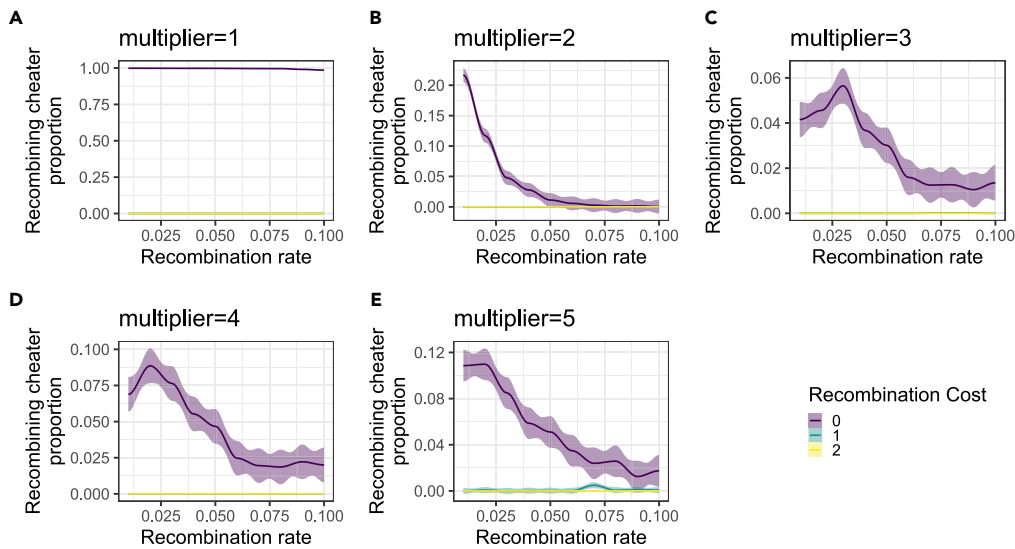 A
multiplier=1
Recombining cheater
proportion
1.00
0.75
0.50
0.25
0.00
0.025
0.050
0.075
0.100
Recombination rate
B
multiplier=2
Recombining cheater
proportion
0.20
0.15
0.10
0.05
0.00
0.025
0.050
0.075
0.100
Recombination rate
C
multiplier=3
Recombining cheater
proportion
0.06
0.04
0.02
0.00
0.025
0.050
0.075
0.100
Recombination rate
D
multiplier=4
Recombining cheater
proportion
0.100
0.075
0.050
0.025
0.000
0.025
0.050
0.075
0.100
Recombination rate
E
multiplier=5
Recombining cheater
proportion
0.12
0.08
0.04
0.00
0.025
0.050
0.075
0.100
Recombination rate
Recombination Cost
0
1
2